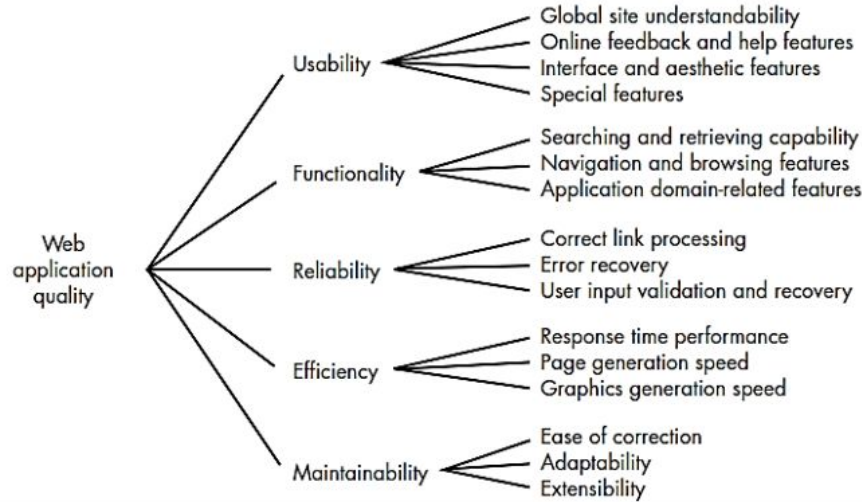 Web
application
quality
Usability
Global site understandability
Online feedback and help features
Interface and aesthetic features
Special features
Functionality
Searching and retrieving capability
Navigation and browsing features
Application domain-related features
Reliability
Correct link processing
Error recovery
User input validation and recovery
Efficiency
Response time performance
Page generation speed
Graphics generation speed
Maintainability
Ease of correction
Adaptability
Extensibility